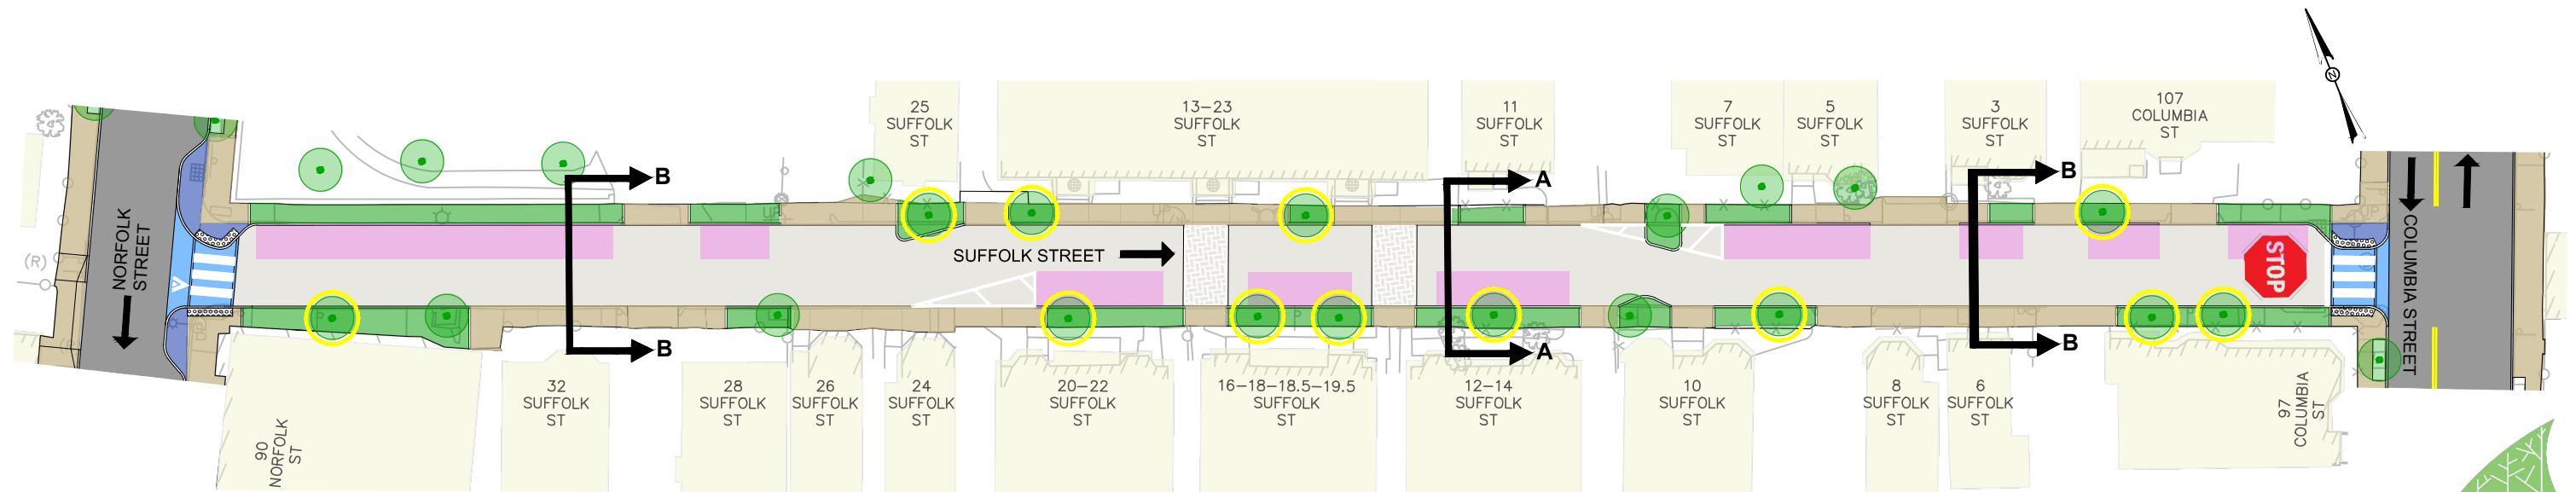 25
SUFFOLK
ST
13-23
SUFFOLK
ST
11
SUFFOLK
ST
7
SUFFOLK
ST
5
SUFFOLK
ST
3
SUFFOLK
ST
107
COLUMBIA
ST
N
B
A
B
NORFOLK
STREET
(R)
SUFFOLK STREET
STOP
COLUMBIA STREET
B
A
B
90
NORFOLK
ST
32
SUFFOLK
ST
28
SUFFOLK
ST
26
SUFFOLK
ST
24
SUFFOLK
ST
20-22
SUFFOLK
ST
16-18-18.5-19.5
SUFFOLK
ST
12-14
SUFFOLK
ST
10
SUFFOLK
ST
8
SUFFOLK
ST
6
SUFFOLK
ST
97
COLUMBIA
ST